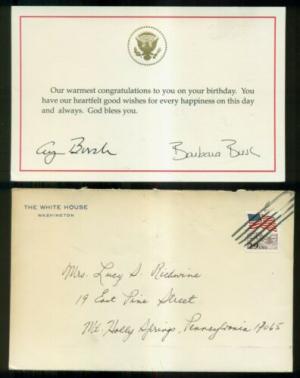 Our warmest congratulations to you on your birthday. You
have our heartfelt good wishes for every happiness on this day
and always. God bless you.
G Bush
Barbara Bush
THE WHITE HOUSE
WASHINGTON
Mrs. Lucy S. Redwine
19 East Pine Street
Mt. Holly Springs, Pennsylvania 17065